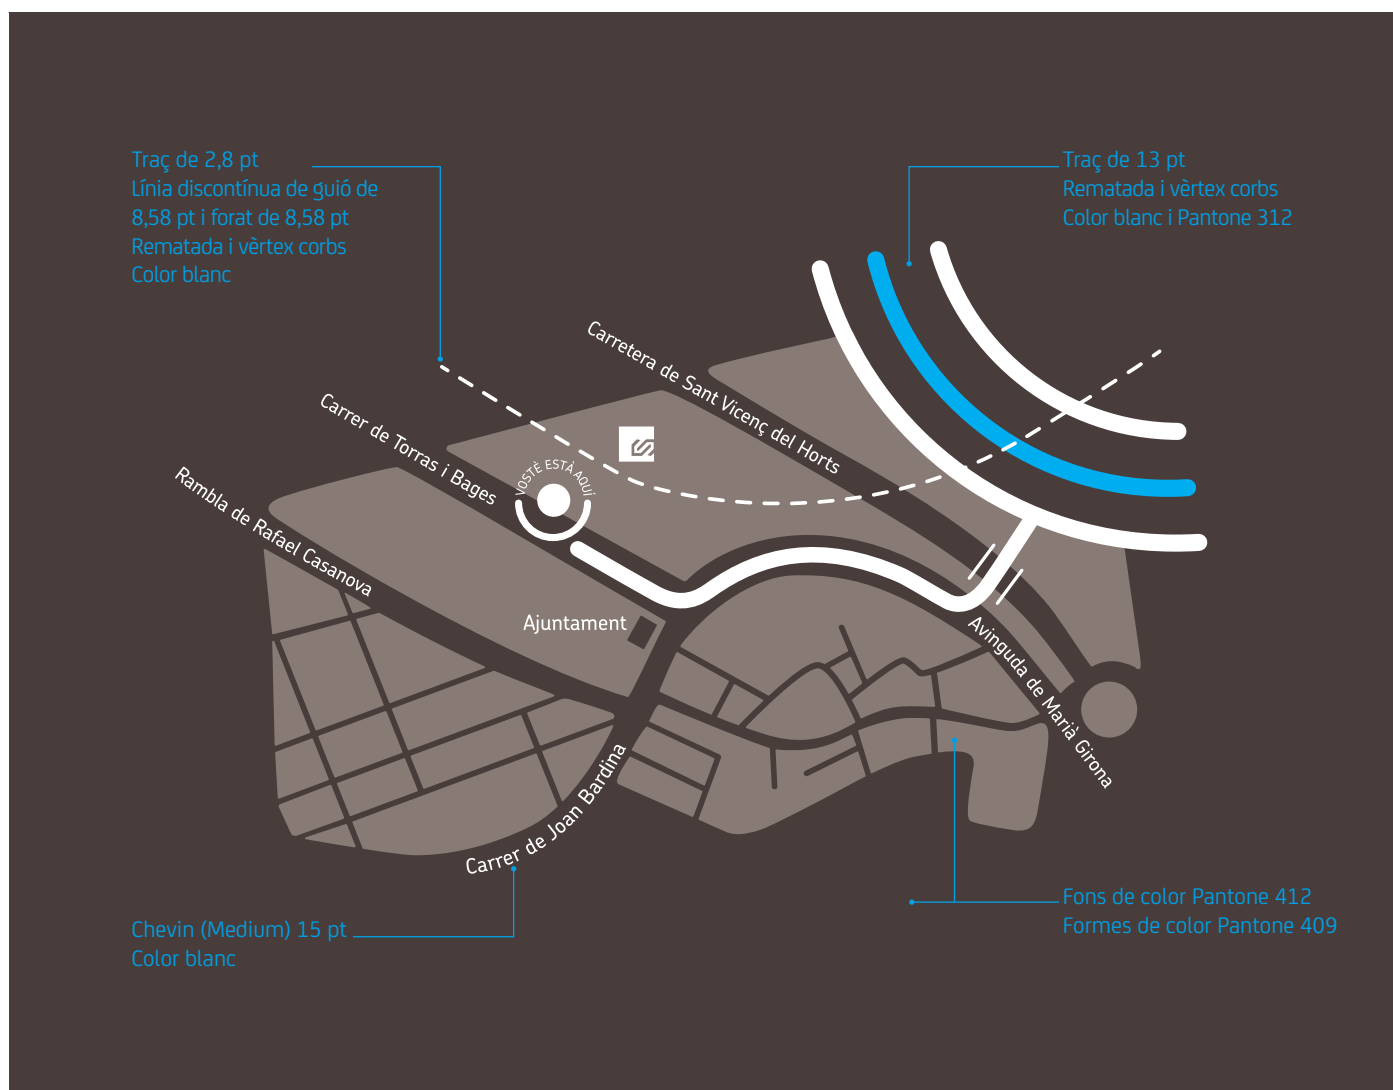 Traç de 2,8 pt
Línia discontínua de guió de
8,58 pt i forat de 8,58 pt
Rematada i vèrtex corbs
Color blanc
Traç de 13 pt
Rematada i vèrtex corbs
Color blanc i Pantone 312
Carretera de Sant Vicenç del Horts
Carrer de Torras i Bages
VOSTÈ ESTÀ AQUÍ
Rambla de Rafael Casanova
Ajuntament
Avinguda de Marià Girona
Carrer de Joan Bardina
Fons de color Pantone 412
Formes de color Pantone 409
Chevin (Medium) 15 pt
Color blanc